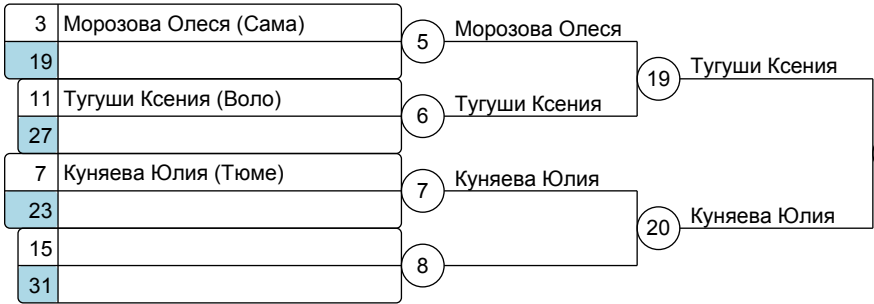 3 Морозова Олеся (Сама)
5 Морозова Олеся
19
19 Тугуши Ксения
11 Тугуши Ксения (Воло)
6 Тугуши Ксения
27
7 Куняева Юлия (Тюме)
7 Куняева Юлия
23
20 Куняева Юлия
15
8
31